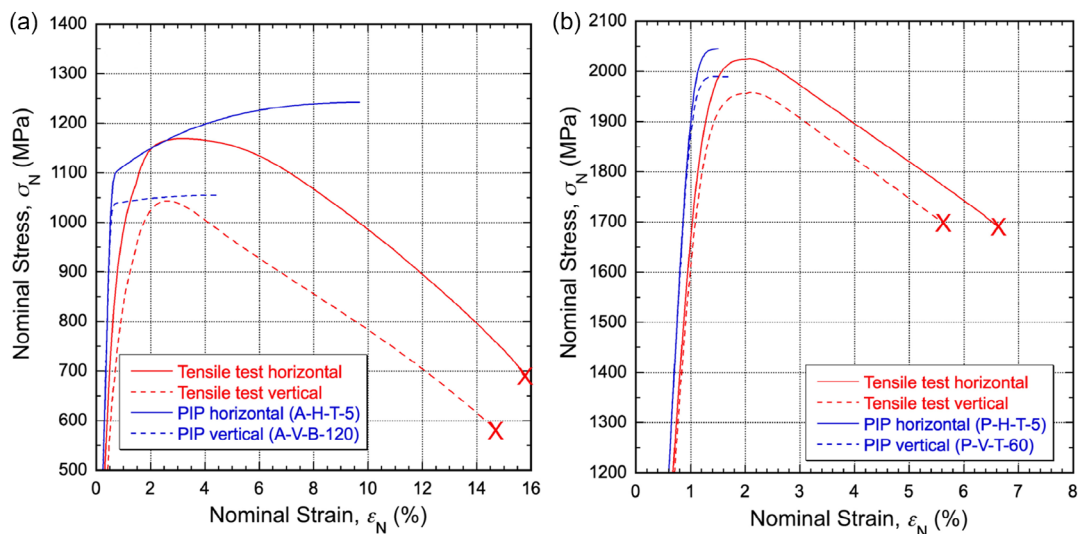 (a)
1400
1300
1200
1100
1000
900
800
700
600
500
Nominal Stress, σN (MPa)
Tensile test horizontal
Tensile test vertical
PIP horizontal (A-H-T-5)
PIP vertical (A-V-B-120)
0 2 4 6 8 10 12 14 16
Nominal Strain, εN (%)
(b)
2100
2000
1900
1800
1700
1600
1500
1400
1300
1200
Nominal Stress, σN (MPa)
Tensile test horizontal
Tensile test vertical
PIP horizontal (P-H-T-5)
PIP vertical (P-V-T-60)
0 1 2 3 4 5 6 7 8
Nominal Strain, εN (%)